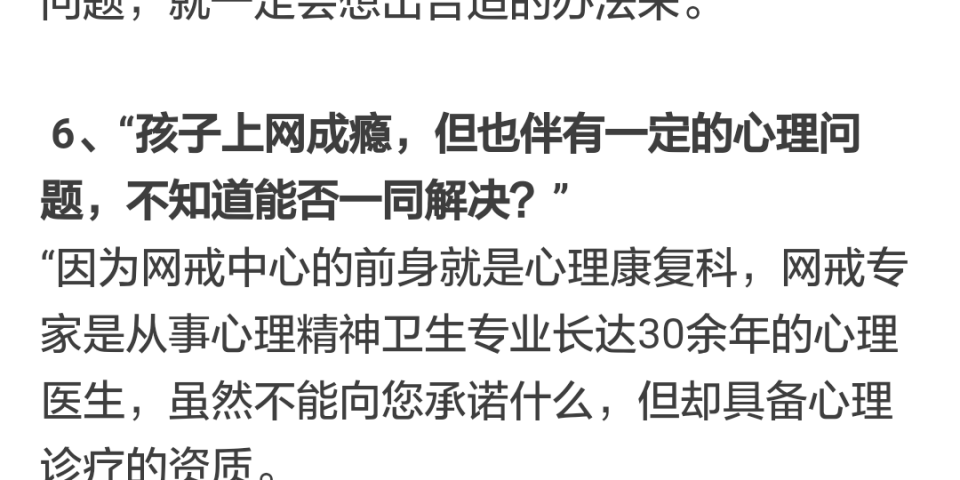 问题，就一定会想出合适的办法来。
6、“孩子上网成瘾，但也伴有一定的心理问
题，不知道能否一同解决？”
“因为网戒中心的前身就是心理康复科，网戒专
家是从事心理精神卫生专业长达30余年的心理
医生，虽然不能向您承诺什么，但却具备心理
诊疗的资质。